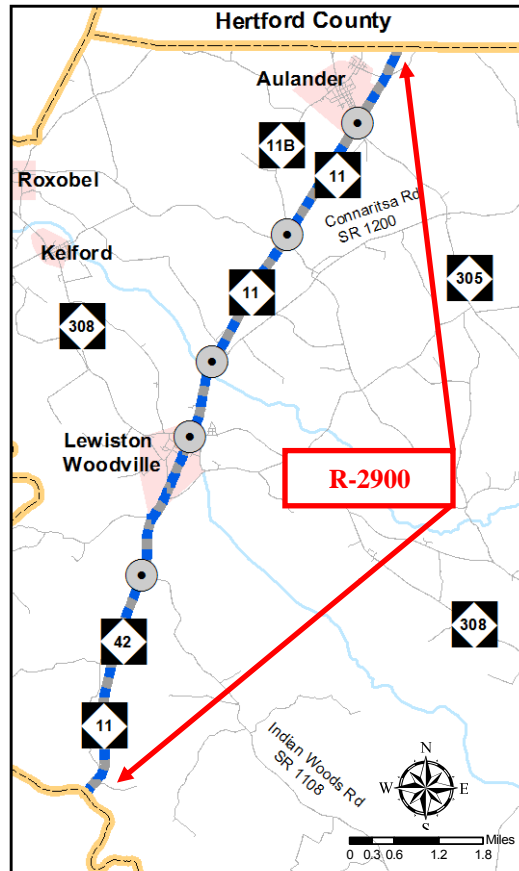 Hertford County
Aulander
11B
11
Roxobel
Connaritsa Rd
SR 1200
Kelford
305
11
308
Lewiston
Woodville
R-2900
308
42
11
Indian Woods Rd
SR 1108
N
W
E
S
Miles
0 0.3 0.6 1.2 1.8